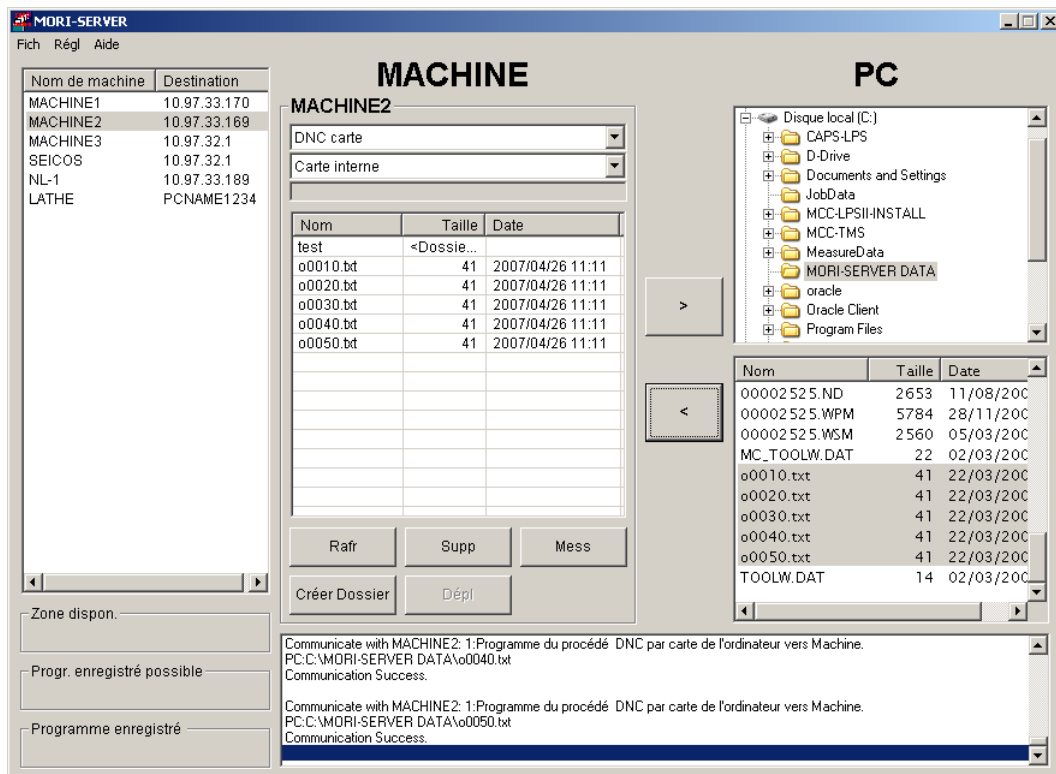 MORI-SERVER
Fich Régl Aide
MACHINE PC
Nom de machine Destination
MACHINE1 10.97.33.170
MACHINE2 10.97.33.169
MACHINE3 10.97.32.1
SEICOS 10.97.32.1
NL-1 10.97.33.189
LATHE PCNAME1234
MACHINE2
DNC carte
Carte interne
Nom Taille Date
test <Dossie...
o0010.txt 41 2007/04/26 11:11
o0020.txt 41 2007/04/26 11:11
o0030.txt 41 2007/04/26 11:11
o0040.txt 41 2007/04/26 11:11
o0050.txt 41 2007/04/26 11:11
Rafr Supp Mess
Créer Dossier Dépl
>
<
Disque local (C:)
CAPS-LPS
D-Drive
Documents and Settings
JobData
MCC-LPSII-INSTALL
MCC-TMS
MeasureData
MORI-SERVER DATA
oracle
Oracle Client
Program Files
Nom Taille Date
00002525.ND 2653 11/08/200
00002525.WPM 5784 28/11/200
00002525.WSM 2560 05/03/200
MC_TOOLW.DAT 22 02/03/200
o0010.txt 41 22/03/200
o0020.txt 41 22/03/200
o0030.txt 41 22/03/200
o0040.txt 41 22/03/200
o0050.txt 41 22/03/200
TOOLW.DAT 14 02/03/200
Zone dispon.
Progr. enregistré possible
Programme enregistré
Communicate with MACHINE2: 1:Programme du procédé DNC par carte de l'ordinateur vers Machine.
PC:C:\MORI-SERVER DATA\o0040.txt
Communication Success.
Communicate with MACHINE2: 1:Programme du procédé DNC par carte de l'ordinateur vers Machine.
PC:C:\MORI-SERVER DATA\o0050.txt
Communication Success.